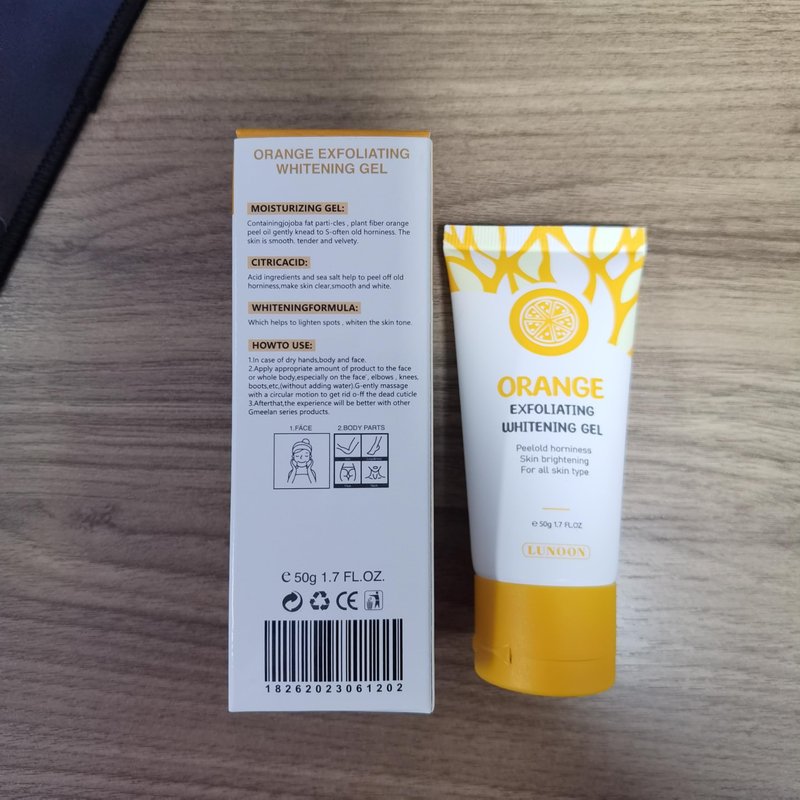 ORANGE EXFOLIATING
WHITENING GEL
MOISTURIZING GEL:
Containingjojoba fat parti-cles , plant fiber orange
peel oil gently knead to S-often old horniness. The
skin is smooth. tender and velvety.
CITRICACID:
Acid ingredients and sea salt help to peel off old
horniness,make skin clear,smooth and white.
WHITENINGFORMULA:
Which helps to lighten spots , whiten the skin tone.
HOWTO USE:
1.In case of dry hands,body and face.
2.Apply appropriate amount of product to the face
or whole body,especially on the face', elbows , knees,
boots,etc,(without adding water).G-ently massage
with a circular motion to get rid o-ff the dead cuticle
3.Afterthat,the experience will be better with other
Gmeelan series products.
1.FACE
2.BODY PARTS
e 50g 1.7 FL.OZ.
CE
18262023061202
ORANGE
EXFOLIATING
WHITENING GEL
Peelold horniness
Skin brightening
For all skin type
e 50g 1.7 FL.OZ
LUNOON